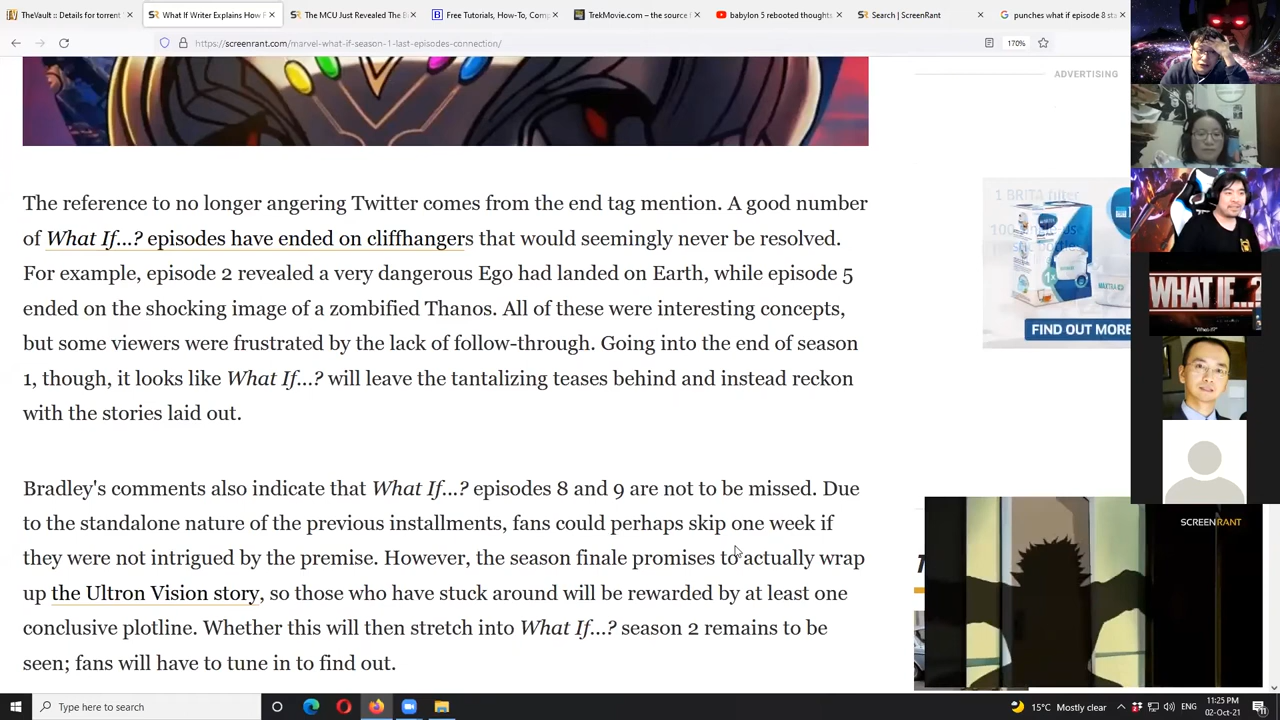 TheVault :: Details for torrent
What If Writer Explains How F
The MCU Just Revealed The B
Free Tutorials, How-To, Comp
TrekMovie.com – the source
babylon 5 rebooted thoughts
Search | ScreenRant
punches what if episode 8 sta
https://screenrant.com/marvel-what-if-season-1-last-episodes-connection/
170%
ADVERTISING
The reference to no longer angering Twitter comes from the end tag mention. A good number
of What If...? episodes have ended on cliffhangers that would seemingly never be resolved.
For example, episode 2 revealed a very dangerous Ego had landed on Earth, while episode 5
ended on the shocking image of a zombified Thanos. All of these were interesting concepts,
but some viewers were frustrated by the lack of follow-through. Going into the end of season
1, though, it looks like What If...? will leave the tantalizing teases behind and instead reckon
with the stories laid out.
Bradley's comments also indicate that What If...? episodes 8 and 9 are not to be missed. Due
to the standalone nature of the previous installments, fans could perhaps skip one week if
they were not intrigued by the premise. However, the season finale promises to actually wrap
up the Ultron Vision story, so those who have stuck around will be rewarded by at least one
conclusive plotline. Whether this will then stretch into What If...? season 2 remains to be
seen; fans will have to tune in to find out.
1 BRITA filter
BRITA
MAXTRA
FIND OUT MORE
WHAT IF...?
SCREENRANT
Type here to search
15°C Mostly clear
ENG
11:25 PM
02-Oct-21